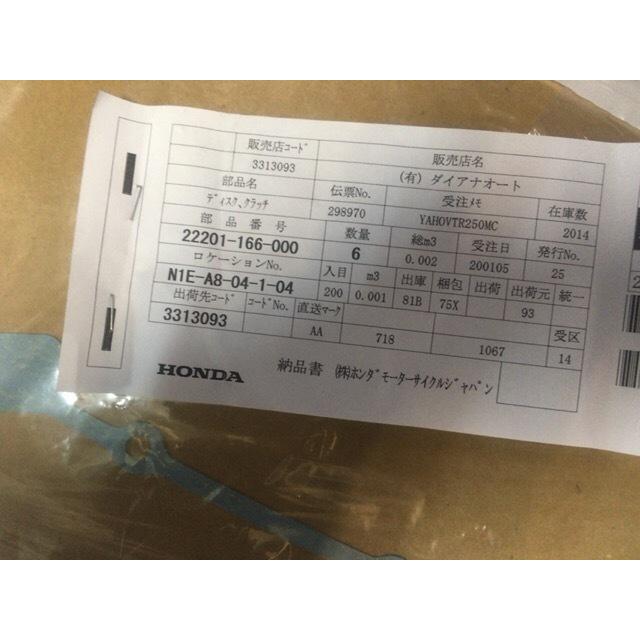 販売店ｺｰﾄﾞ 販売店名
3313093 (有) ダイアナオート
部品名 伝票No. 受注ﾒﾓ 在庫数
ﾃﾞｨｽｸ､ｸﾗｯﾁ 298970 YAHOVTR250MC 2014
部品番号 数量 総m3 受注日 発行No.
22201-166-000 6 0.002 200105 25
ロケーションNo. 入目 m3 出庫 梱包 出荷 出荷元 統一
N1E-A8-04-1-04 200 0.001 81B 75X 93
出荷先ｺｰﾄﾞ ｺｰﾄﾞNo. 直送ﾏｰｸ 受区
3313093 AA 718 1067 14
HONDA 納品書 ㈱ﾎﾝﾀﾞﾓｰﾀｰｻｲｸﾙｼﾞｬﾊﾟﾝ